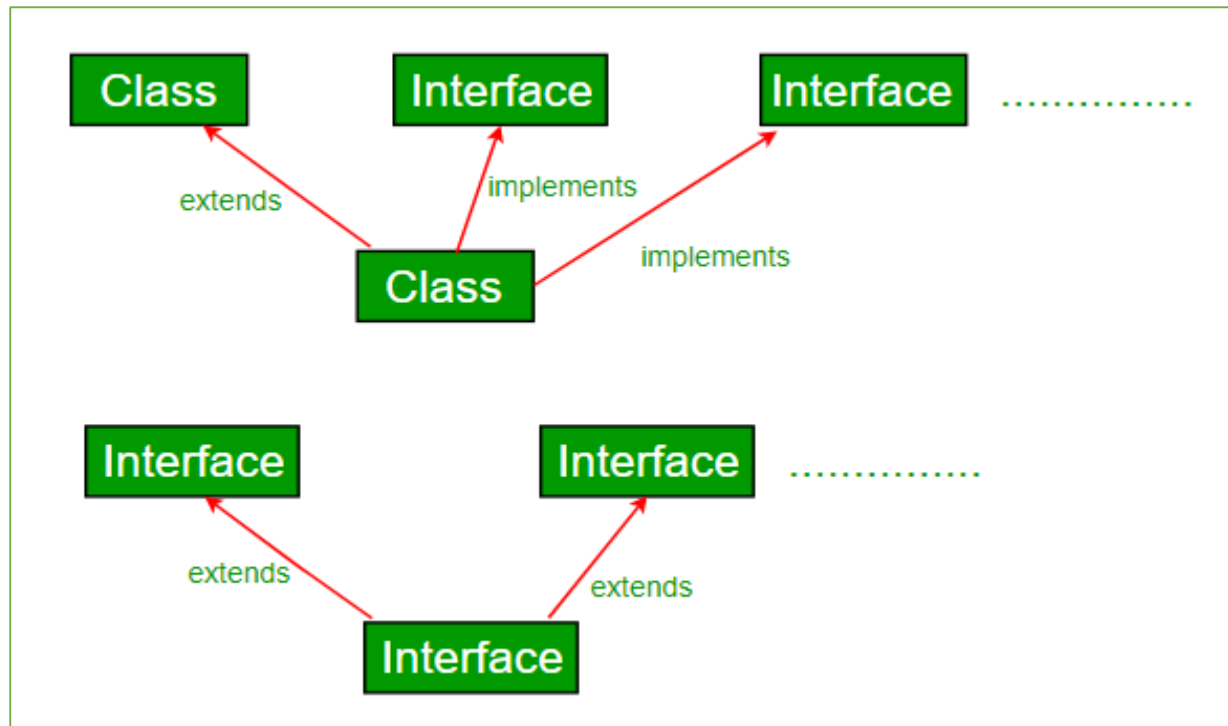 Class
Interface
Interface
...............
extends
implements
implements
Class
Interface
Interface
...............
extends
extends
Interface